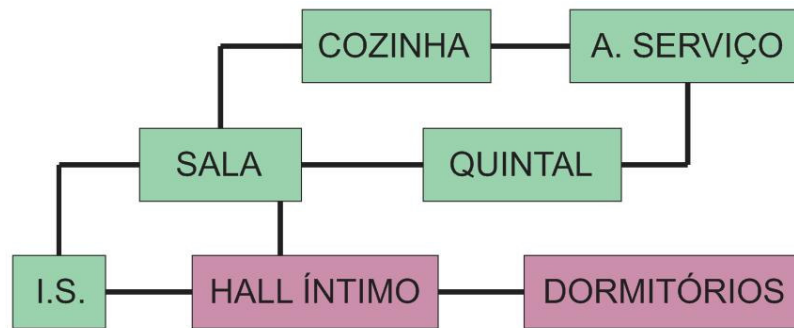 COZINHA
A. SERVIÇO
SALA
QUINTAL
I.S.
HALL ÍNTIMO
DORMITÓRIOS